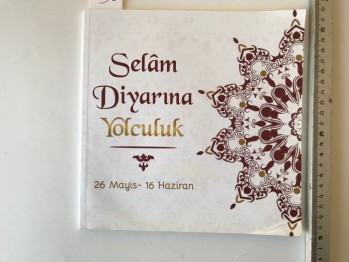 Selâm
Diyarına
Yolculuk
26 Mayıs- 16 Haziran